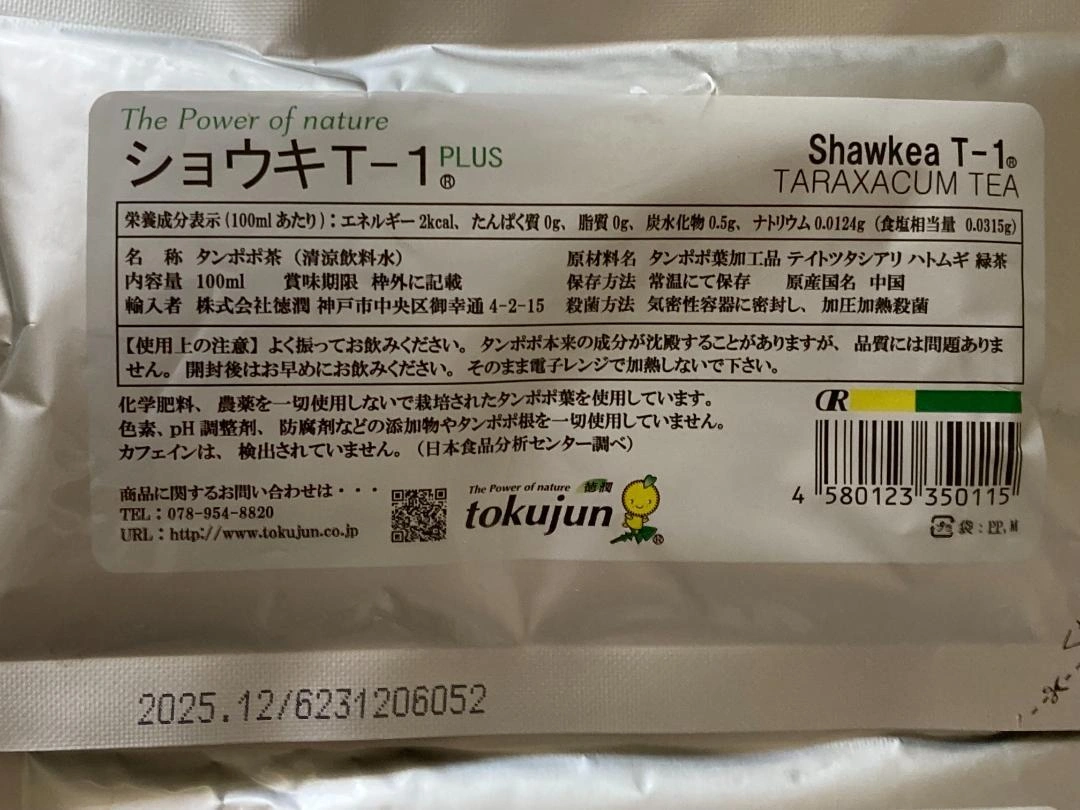 The Power of nature
ショウキT-1® PLUS
Shawkea T-1®
TARAXACUM TEA
栄養成分表示(100mlあたり):エネルギー2kcal、たんぱく質0g、脂質0g、炭水化物0.5g、ナトリウム0.0124g(食塩相当量 0.0315g)
名 称 タンポポ茶(清涼飲料水)
原材料名 タンポポ葉加工品 テイトツタシアリ ハトムギ 緑茶
内容量 100ml 賞味期限 枠外に記載
保存方法 常温にて保存 原産国名 中国
輸入者 株式会社徳潤 神戸市中央区御幸通4-2-15
殺菌方法 気密性容器に密封し、加圧加熱殺菌
【使用上の注意】よく振ってお飲みください。タンポポ本来の成分が沈殿することがありますが、品質には問題ありま
せん。開封後はお早めにお飲みください。そのまま電子レンジで加熱しないで下さい。
化学肥料、農薬を一切使用しないで栽培されたタンポポ葉を使用しています。
色素、pH調整剤、防腐剤などの添加物やタンポポ根を一切使用していません。
カフェインは、検出されていません。(日本食品分析センター調べ)
CR
4 580123 350115
商品に関するお問い合わせは・・・
TEL:078-954-8820
URL:http://www.tokujun.co.jp
The Power of nature 徳潤
tokujun®
袋:PP, M
2025.12/6231206052